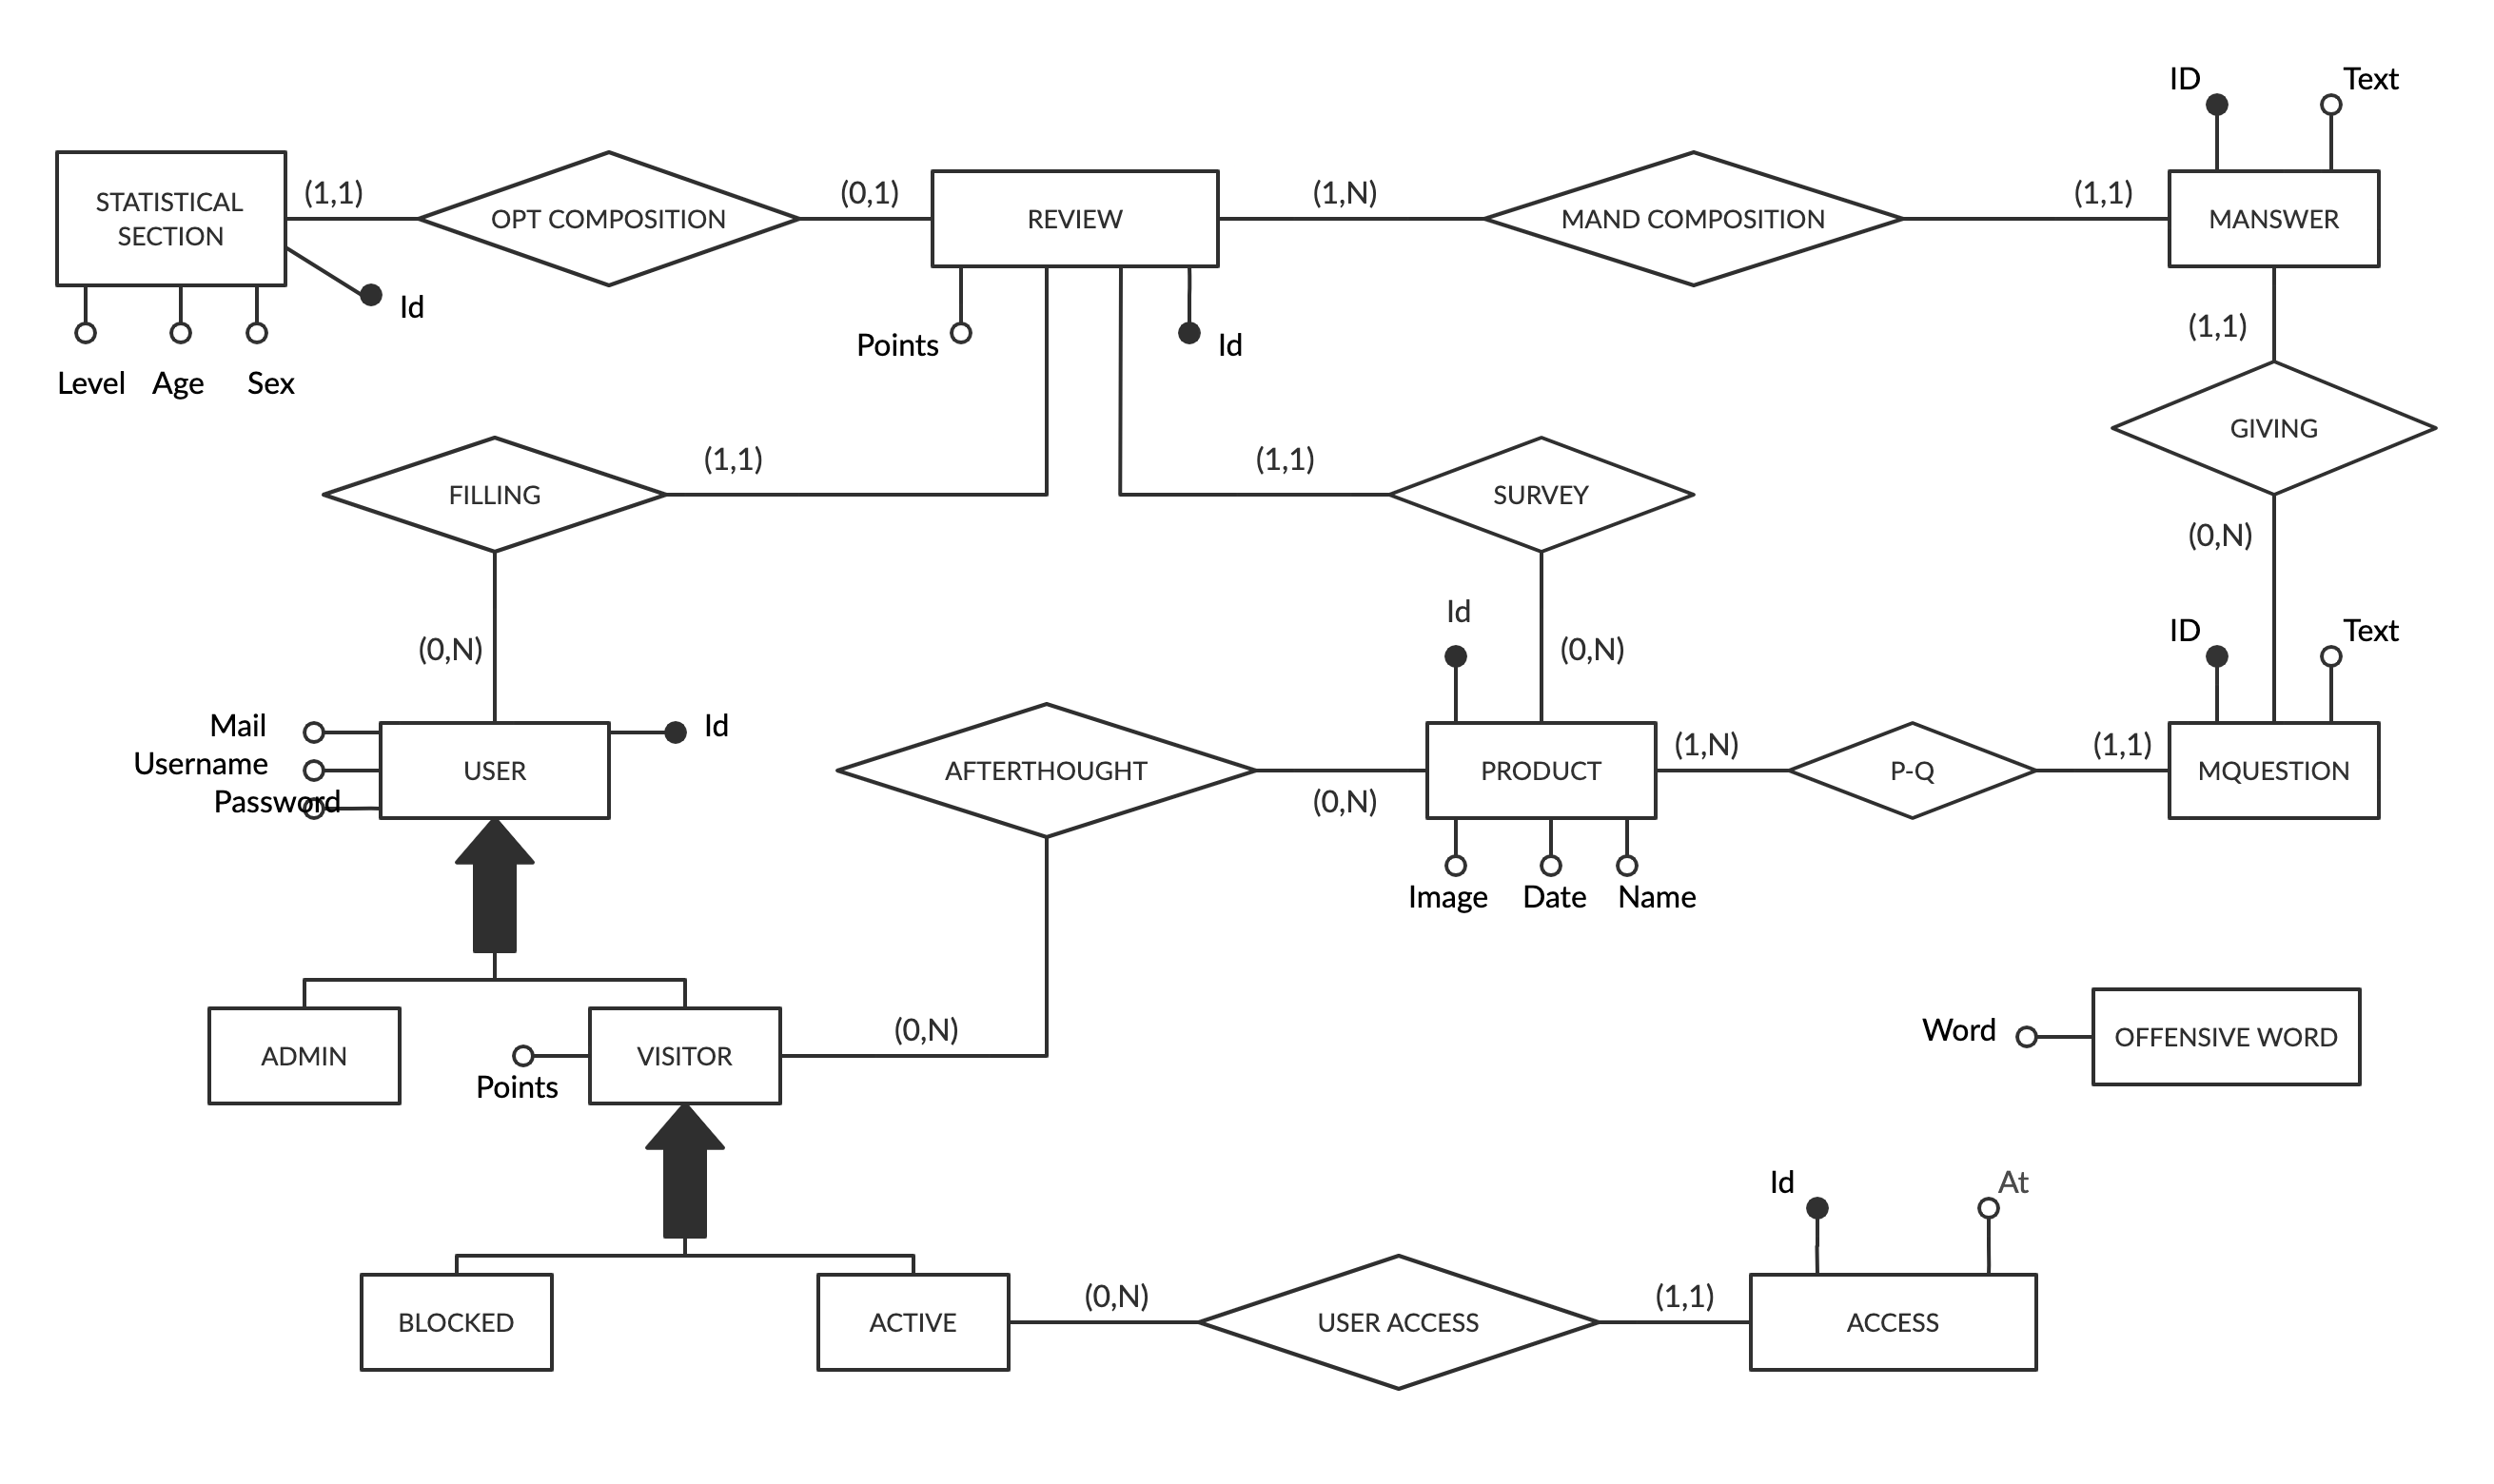 ID
Text
STATISTICAL
SECTION
(1,1)
OPT COMPOSITION
(0,1)
REVIEW
(1,N)
MAND COMPOSITION
(1,1)
MANSWER
Id
Level
Age
Sex
Points
Id
(1,1)
GIVING
FILLING
(1,1)
(1,1)
SURVEY
(0,N)
(0,N)
(0,N)
Id
ID
Text
Mail
Username
Password
USER
Id
AFTERTHOUGHT
(0,N)
PRODUCT
(1,N)
P-Q
(1,1)
MQUESTION
Image
Date
Name
ADMIN
Points
VISITOR
(0,N)
Word
OFFENSIVE WORD
Id
At
BLOCKED
ACTIVE
(0,N)
USER ACCESS
(1,1)
ACCESS